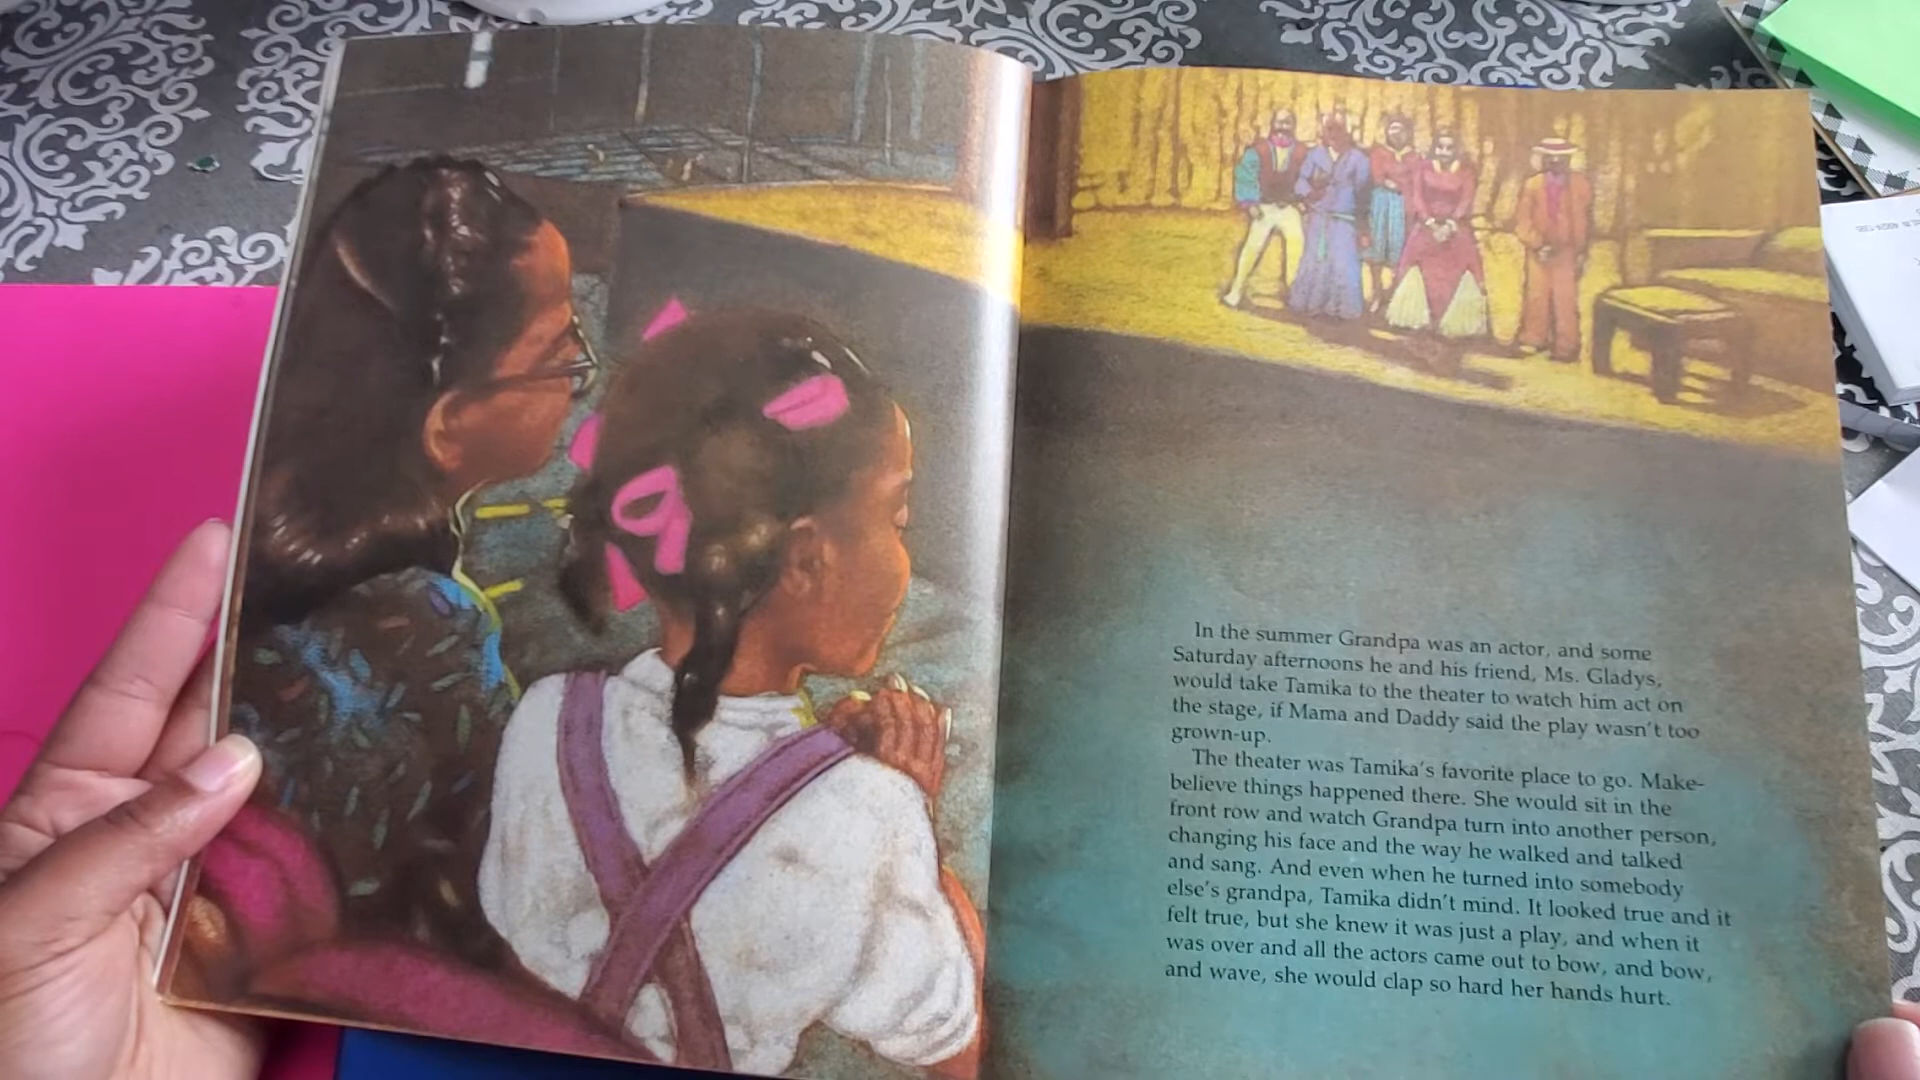 In the summer Grandpa was an actor, and some
Saturday afternoons he and his friend, Ms. Gladys,
would take Tamika to the theater to watch him act on
the stage, if Mama and Daddy said the play wasn't too
grown-up.
The theater was Tamika's favorite place to go. Make-
believe things happened there. She would sit in the
front row and watch Grandpa turn into another person,
changing his face and the way he walked and talked
and sang. And even when he turned into somebody
else's grandpa, Tamika didn't mind. It looked true and it
felt true, but she knew it was just a play, and when it
was over and all the actors came out to bow, and bow,
and wave, she would clap so hard her hands hurt.